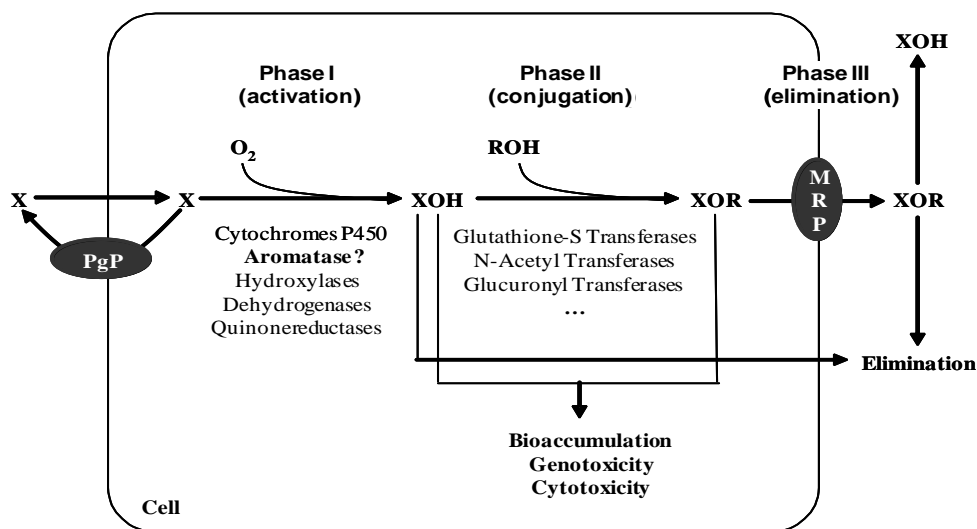 XOH
Phase I
(activation)
Phase II
(conjugation)
Phase III
(elimination)
O2
ROH
X
X
XOH
XOR
M
R
P
XOR
PgP
Cytochromes P450
Aromatase ?
Hydroxylases
Dehydrogenases
Quinonereductases
Glutathione-S Transferases
N-Acetyl Transferases
Glucuronyl Transferases
...
Elimination
Bioaccumulation
Genotoxicity
Cytotoxicity
Cell